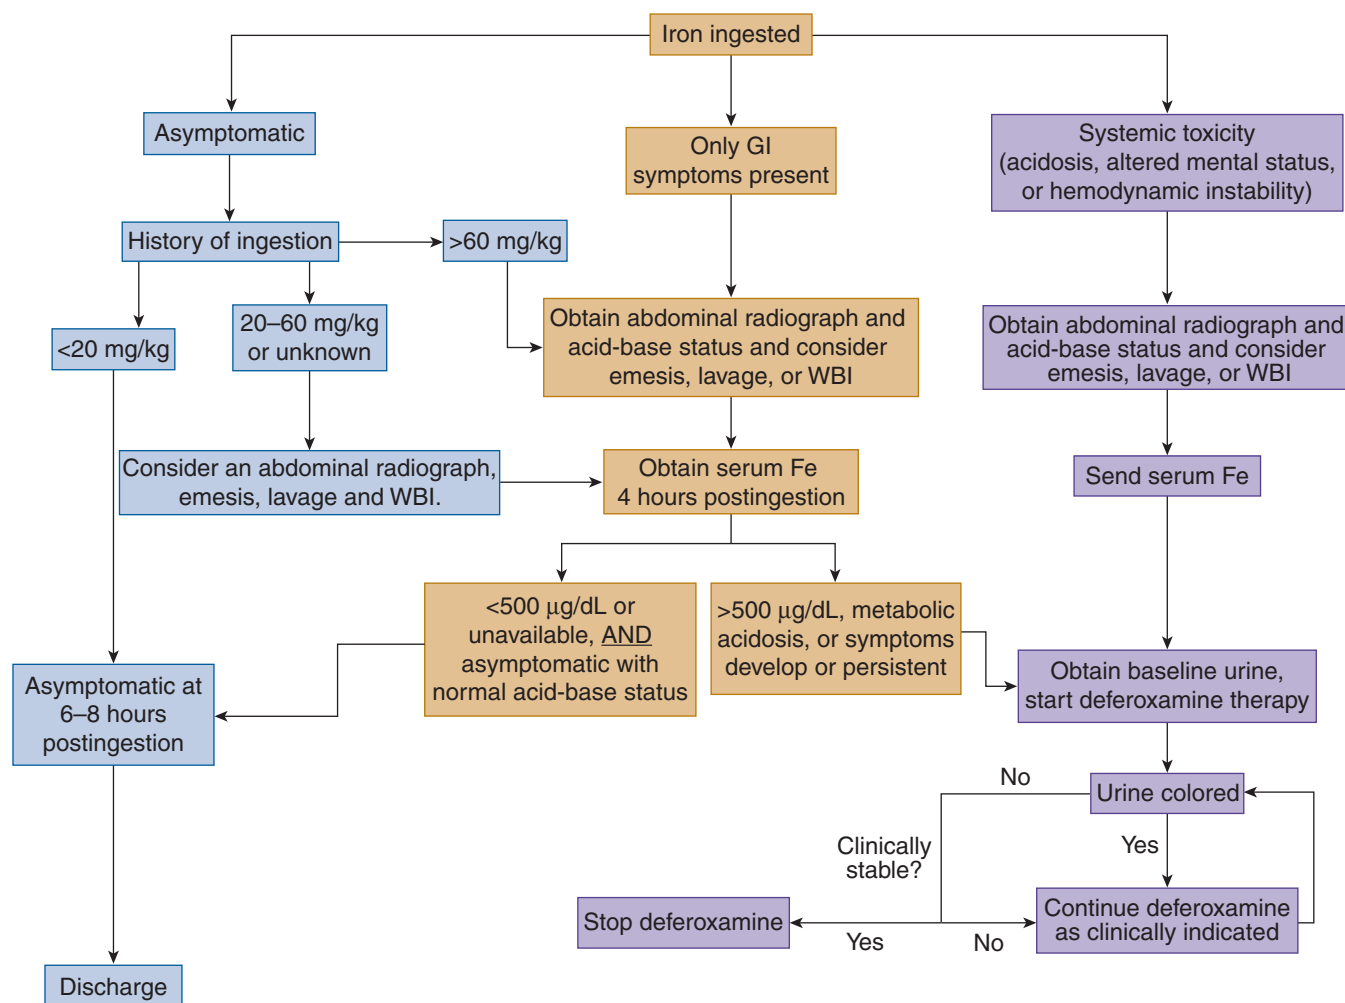 Iron ingested
Asymptomatic
Only GI
symptoms present
Systemic toxicity
(acidosis, altered mental status,
or hemodynamic instability)
History of ingestion
>60 mg/kg
<20 mg/kg
20–60 mg/kg
or unknown
Obtain abdominal radiograph and
acid-base status and consider
emesis, lavage, or WBI
Obtain abdominal radiograph and
acid-base status and consider
emesis, lavage, or WBI
Consider an abdominal radiograph,
emesis, lavage and WBI.
Obtain serum Fe
4 hours postingestion
Send serum Fe
<500 μg/dL or
unavailable, AND
asymptomatic with
normal acid-base status
>500 μg/dL, metabolic
acidosis, or symptoms
develop or persistent
Asymptomatic at
6–8 hours
postingestion
Obtain baseline urine,
start deferoxamine therapy
No
Urine colored
Clinically
stable?
Yes
Stop deferoxamine
Yes
No
Continue deferoxamine
as clinically indicated
Discharge